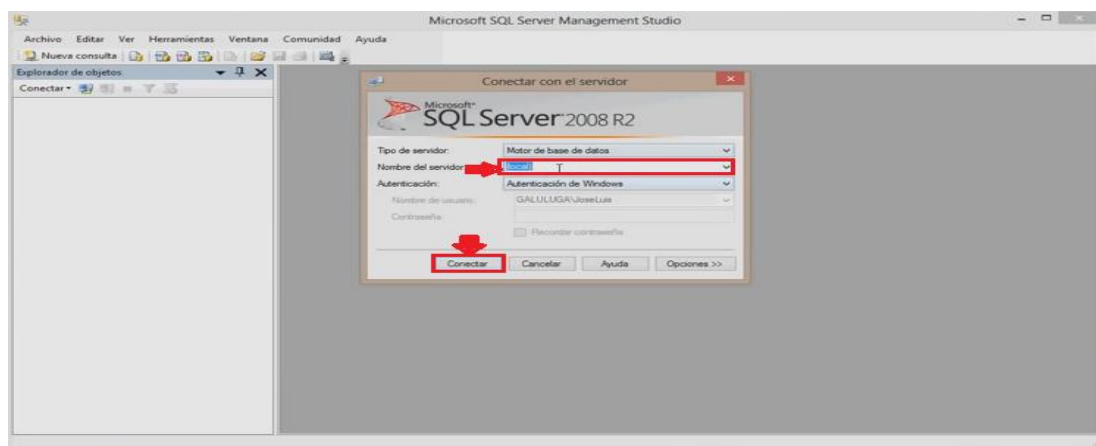 Microsoft SQL Server Management Studio
Archivo Editar Ver Herramientas Ventana Comunidad Ayuda
Nueva consulta
Explorador de objetos
Conectar
Conectar con el servidor
Microsoft
SQL Server 2008 R2
Tipo de servidor: Motor de base de datos
Nombre del servidor (local)
Autenticación: Autenticación de Windows
Nombre de usuario: GALULUGA\JoseLuis
Contraseña:
Recordar contraseña
Conectar Cancelar Ayuda Opciones >>